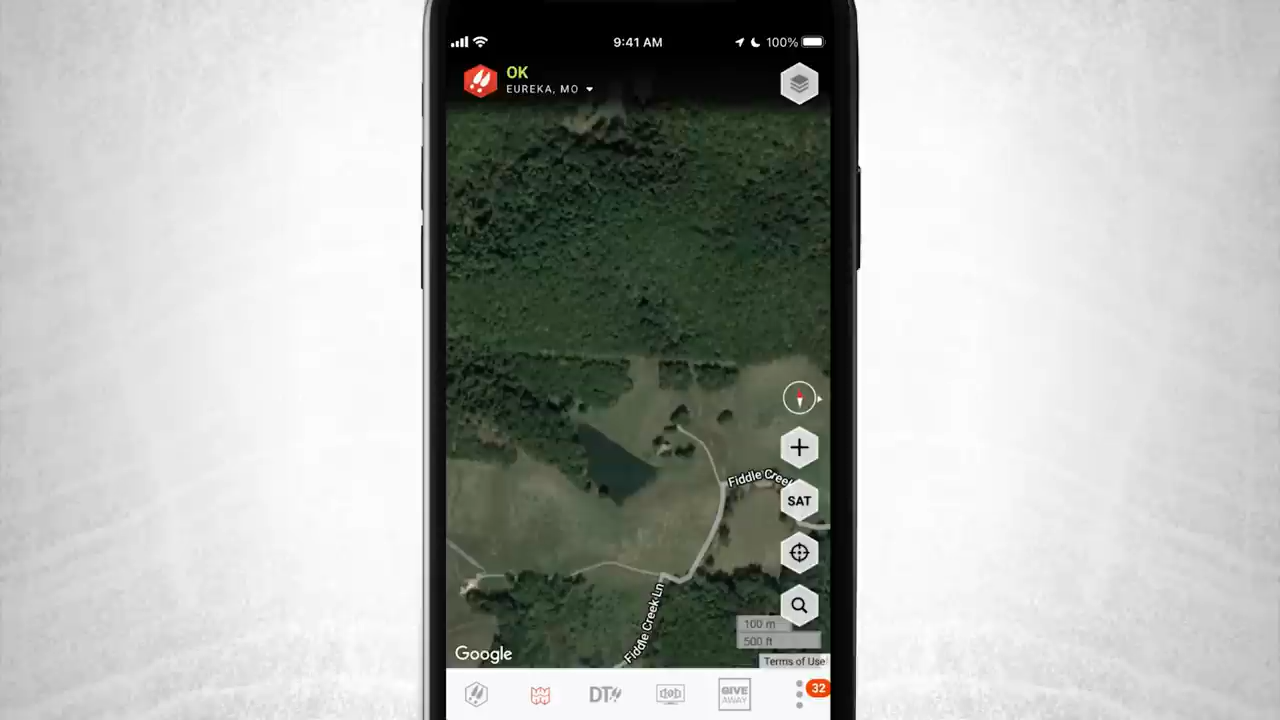 9:41 AM
100%
OK
EUREKA, MO
Fiddle Creek
SAT
Fiddle Creek Ln
100 m
500 ft
Google
Terms of Use
DT
dod
GIVE
AWAY
32